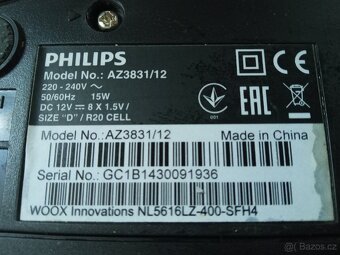 PHILIPS
Model No.: AZ3831/12
220 - 240V ~
50/60Hz 15W
DC 12V ⎓ 8 X 1.5V /
SIZE "D" / R20 CELL
001
EAC
CE
Model No.:AZ3831/12
Made in China
Serial No.: GC1B1430091936
WOOX Innovations NL5616LZ-400-SFH4
Bazos.cz